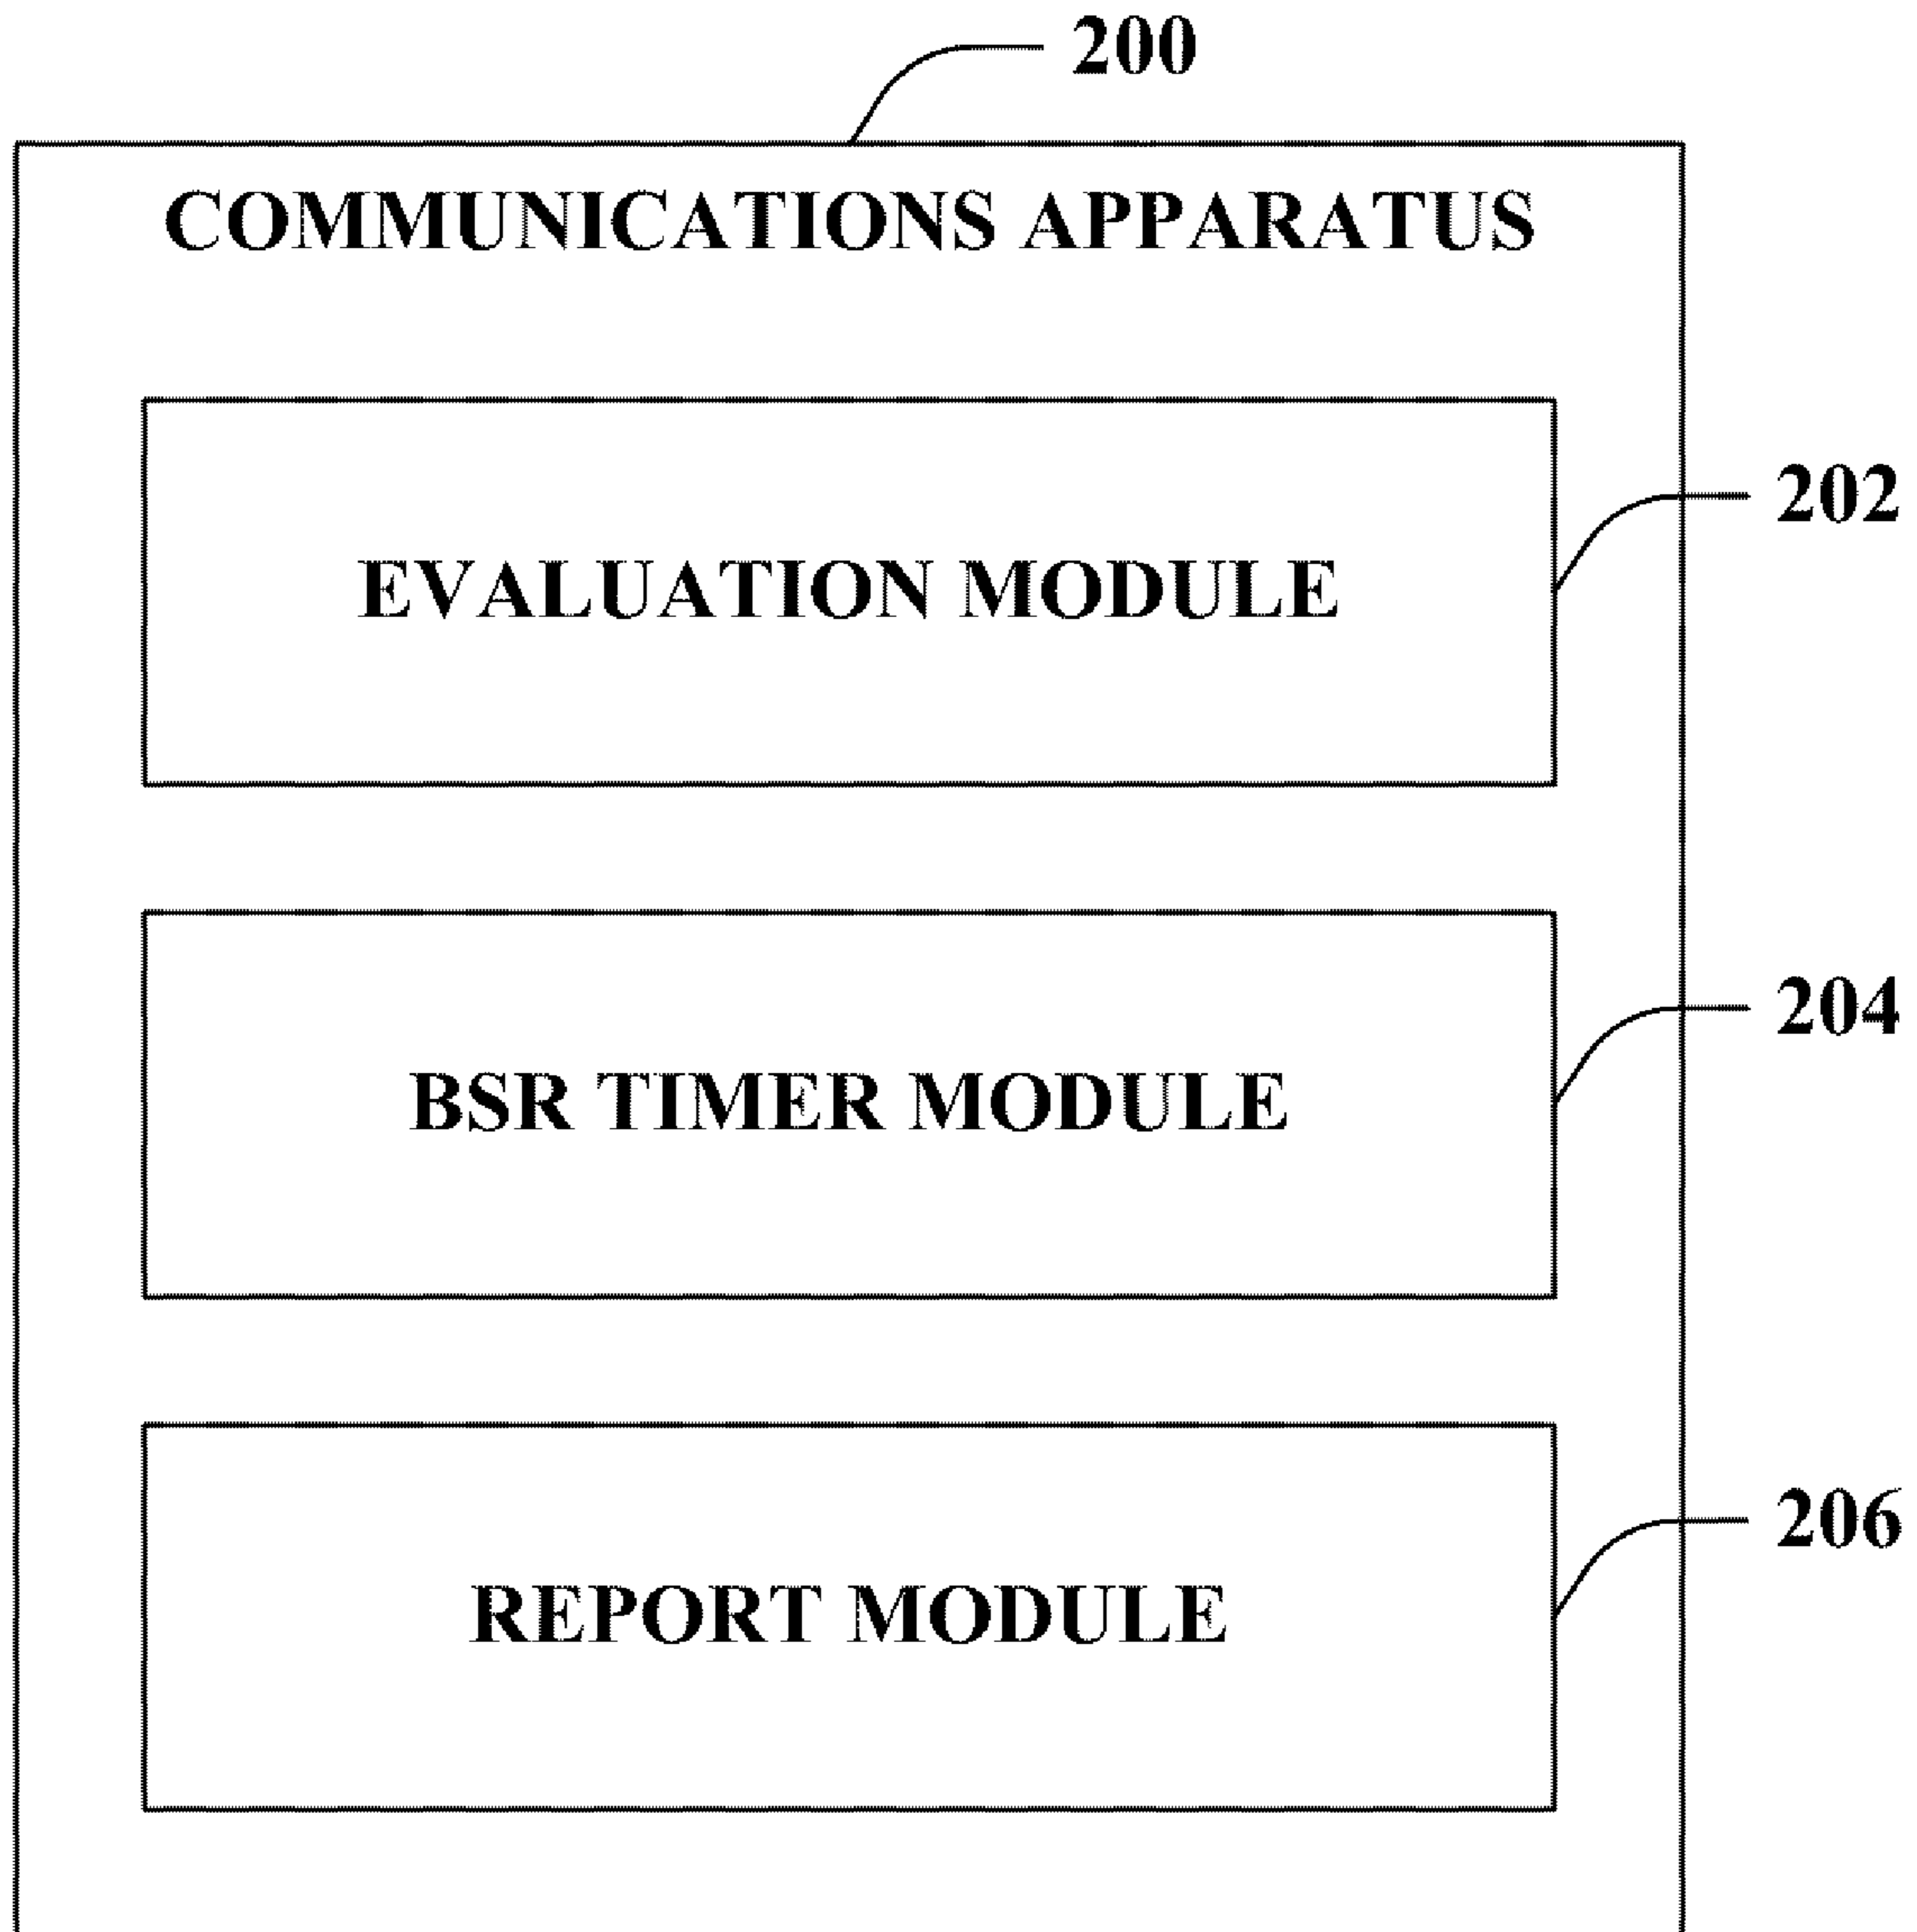 200
COMMUNICATIONS APPARATUS
202
EVALUATION MODULE
204
BSR TIMER MODULE
206
REPORT MODULE